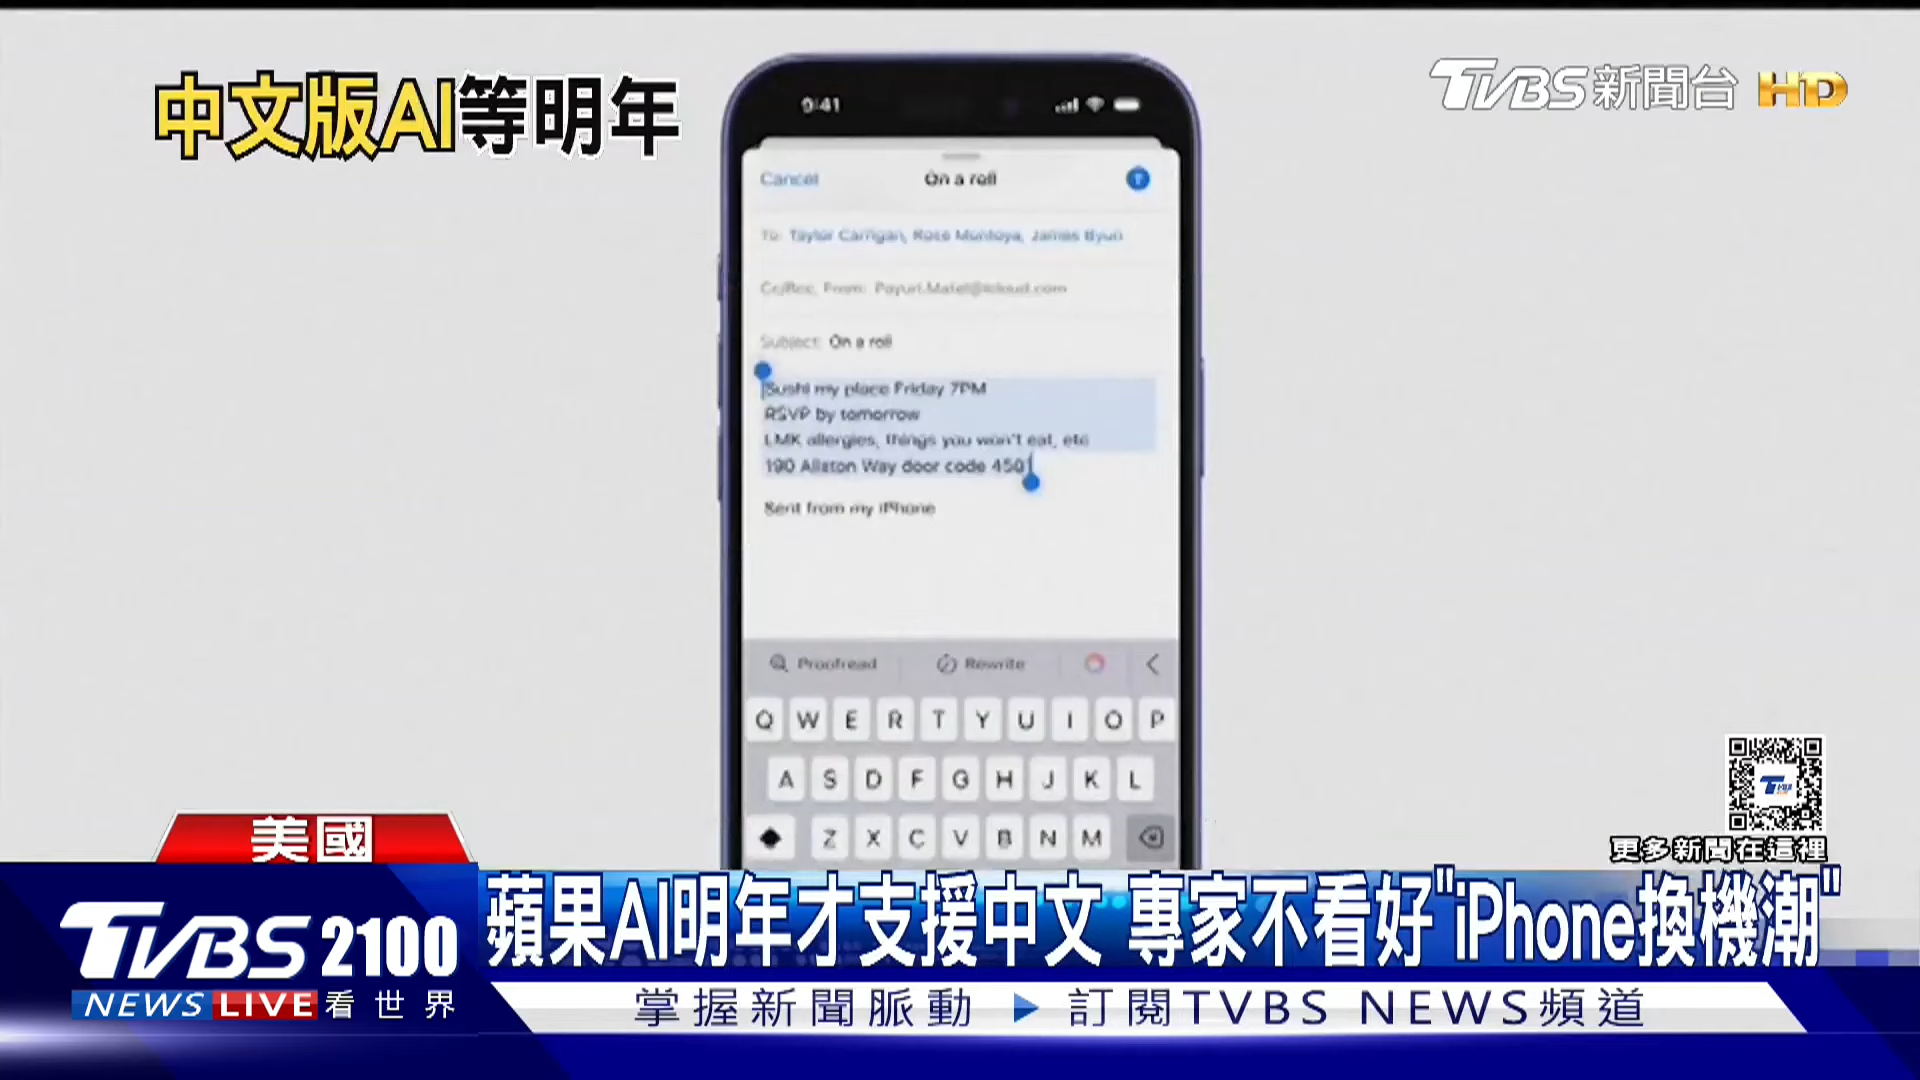 中文版AI等明年
TVBS新聞台 HD
9:41
Cancel
On a roll
To: Taylor Carrigan, Rose Montoya, James Byun
Cc/Bcc, From:
Subject: On a roll
Sushi my place Friday 7PM
RSVP by tomorrow
LMK allergies, things you won't eat, etc
190 Allston Way door code 4501
Sent from my iPhone
Proofread
Rewrite
Q W E R T Y U I O P
A S D F G H J K L
Z X C V B N M
TVBS
更多新聞在這裡
美國
蘋果AI明年才支援中文 專家不看好"iPhone換機潮"
TVBS 2100
NEWS LIVE 看世界
掌握新聞脈動 ▶ 訂閱TVBS NEWS頻道